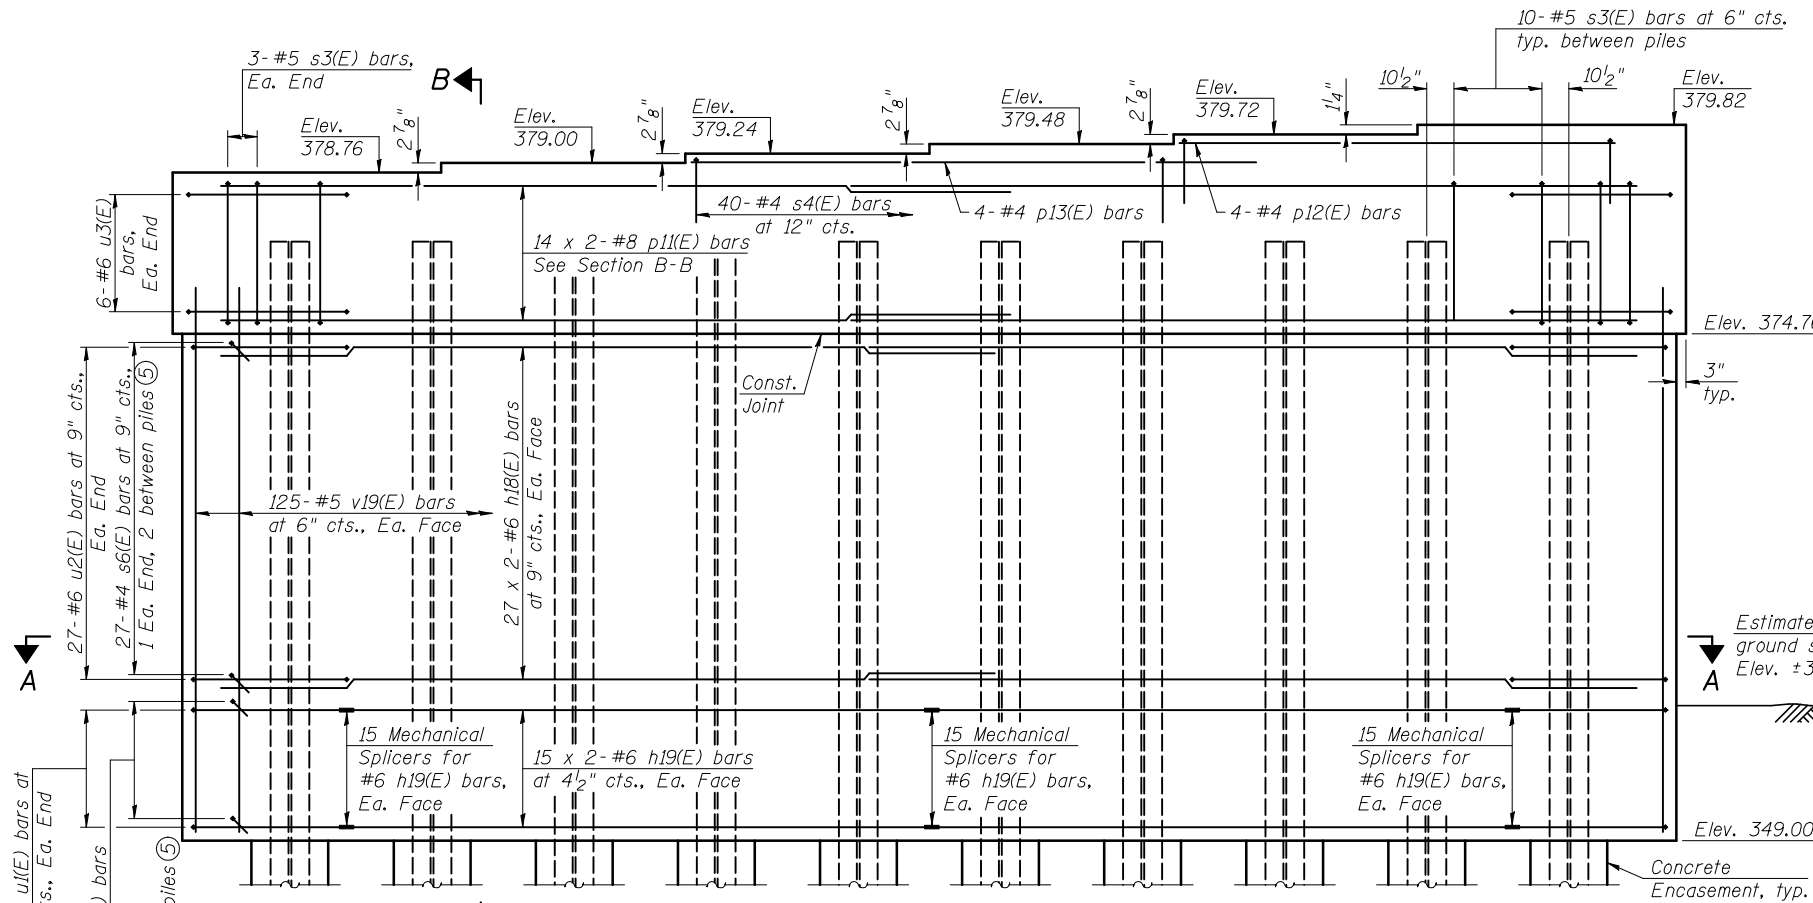 10-#5 s3(E) bars at 6" cts.
typ. between piles
3-#5 s3(E) bars,
Ea. End
B
10 1/2"
10 1/2"
Elev.
379.82
Elev.
378.76
2 7/8"
Elev.
379.00
2 7/8"
Elev.
379.24
2 7/8"
Elev.
379.48
2 7/8"
Elev.
379.72
1 1/4"
6-#6 u3(E)
bars,
Ea. End
40-#4 s4(E) bars
at 12" cts.
4-#4 p13(E) bars
4-#4 p12(E) bars
14 x 2-#8 p11(E) bars
See Section B-B
Elev. 374.76
Const.
Joint
3"
typ.
27-#6 u2(E) bars at 9" cts.,
Ea. End
27-#4 s6(E) bars at 9" cts.,
1 Ea. End, 2 between piles 5
125-#5 v19(E) bars
at 6" cts., Ea. Face
27 x 2-#6 h18(E) bars
at 9" cts., Ea. Face
A
A
Estimate
ground s
Elev. ±3
15 Mechanical
Splicers for
#6 h19(E) bars,
Ea. Face
15 x 2-#6 h19(E) bars
at 4 1/2" cts., Ea. Face
15 Mechanical
Splicers for
#6 h19(E) bars,
Ea. Face
15 Mechanical
Splicers for
#6 h19(E) bars,
Ea. Face
u1(E) bars at
s., Ea. End
) bars
piles 5
Elev. 349.00
Concrete
Encasement, typ.